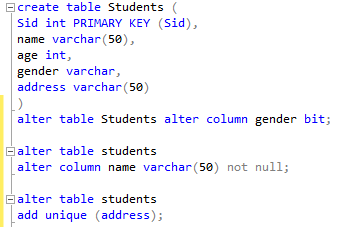 create table Students (
Sid int PRIMARY KEY (Sid),
name varchar(50),
age int,
gender varchar,
address varchar(50)
)
alter table Students alter column gender bit;
alter table students
alter column name varchar(50) not null;
alter table students
add unique (address);